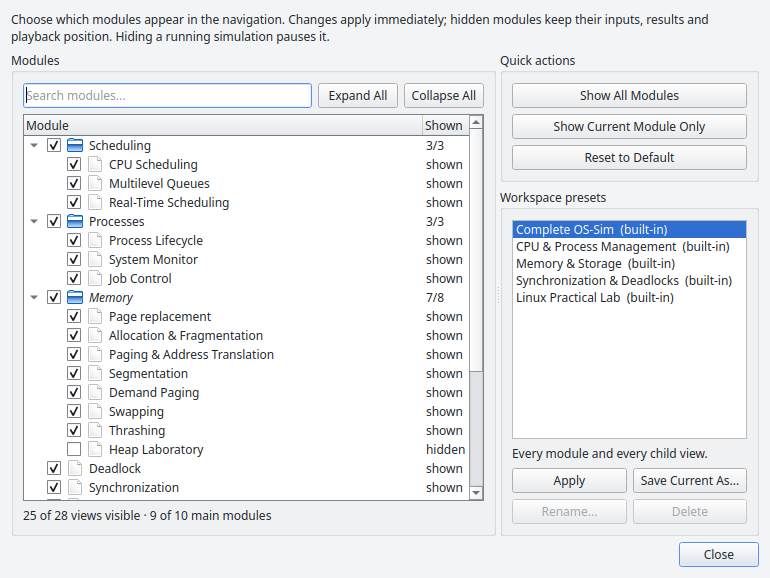 Choose which modules appear in the navigation. Changes apply immediately; hidden modules keep their inputs, results and
playback position. Hiding a running simulation pauses it.
Modules
Search modules...
Expand All
Collapse All
Module Shown
Scheduling 3/3
CPU Scheduling shown
Multilevel Queues shown
Real-Time Scheduling shown
Processes 3/3
Process Lifecycle shown
System Monitor shown
Job Control shown
Memory 7/8
Page replacement shown
Allocation & Fragmentation shown
Paging & Address Translation shown
Segmentation shown
Demand Paging shown
Swapping shown
Thrashing shown
Heap Laboratory hidden
Deadlock shown
Synchronization shown
25 of 28 views visible · 9 of 10 main modules
Quick actions
Show All Modules
Show Current Module Only
Reset to Default
Workspace presets
Complete OS-Sim (built-in)
CPU & Process Management (built-in)
Memory & Storage (built-in)
Synchronization & Deadlocks (built-in)
Linux Practical Lab (built-in)
Every module and every child view.
Apply
Save Current As...
Rename...
Delete
Close